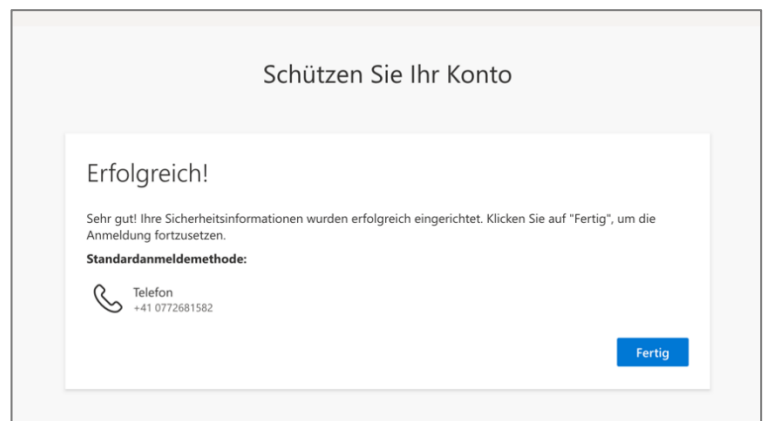 Schützen Sie Ihr Konto
Erfolgreich!
Sehr gut! Ihre Sicherheitsinformationen wurden erfolgreich eingerichtet. Klicken Sie auf "Fertig", um die
Anmeldung fortzusetzen.
Standardanmeldemethode:
Telefon
+41 0772681582
Fertig